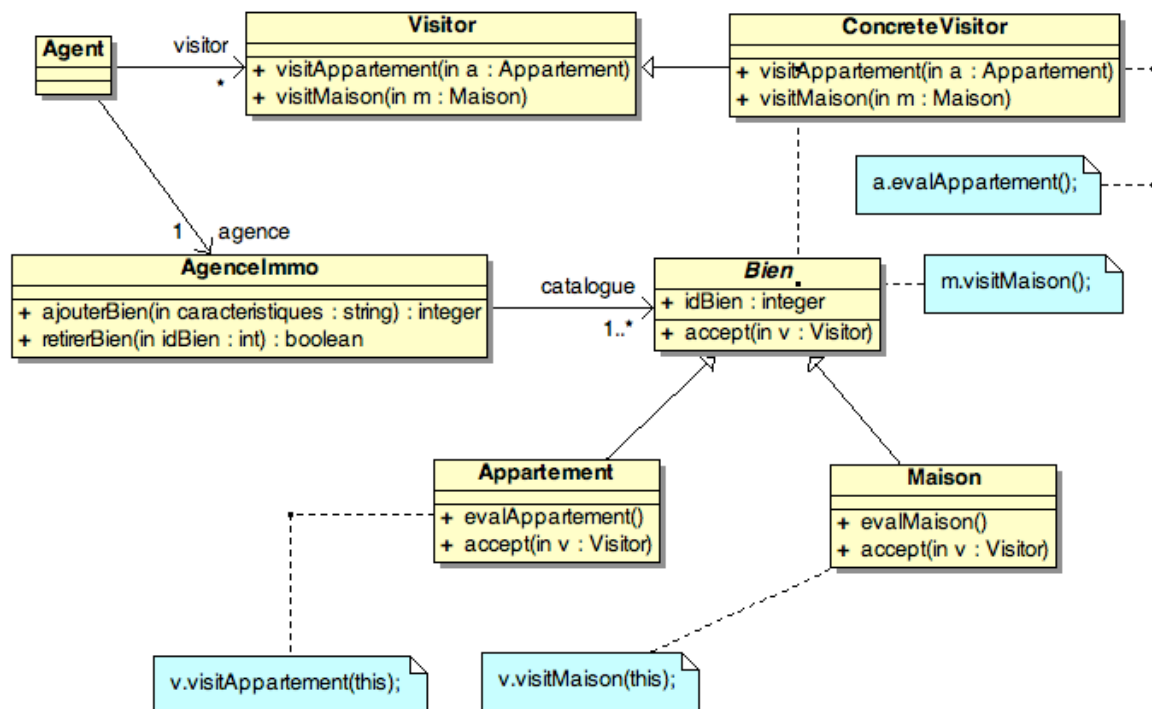 Agent
visitor
*
Visitor
+ visitAppartement(in a : Appartement)
+ visitMaison(in m : Maison)
ConcreteVisitor
+ visitAppartement(in a : Appartement)
+ visitMaison(in m : Maison)
a.evalAppartement();
1 agence
AgenceImmo
+ ajouterBien(in caracteristiques : string) : integer
+ retirerBien(in idBien : int) : boolean
catalogue
1..*
Bien
+ idBien : integer
+ accept(in v : Visitor)
m.visitMaison();
Appartement
+ evalAppartement()
+ accept(in v : Visitor)
Maison
+ evalMaison()
+ accept(in v : Visitor)
v.visitAppartement(this);
v.visitMaison(this);